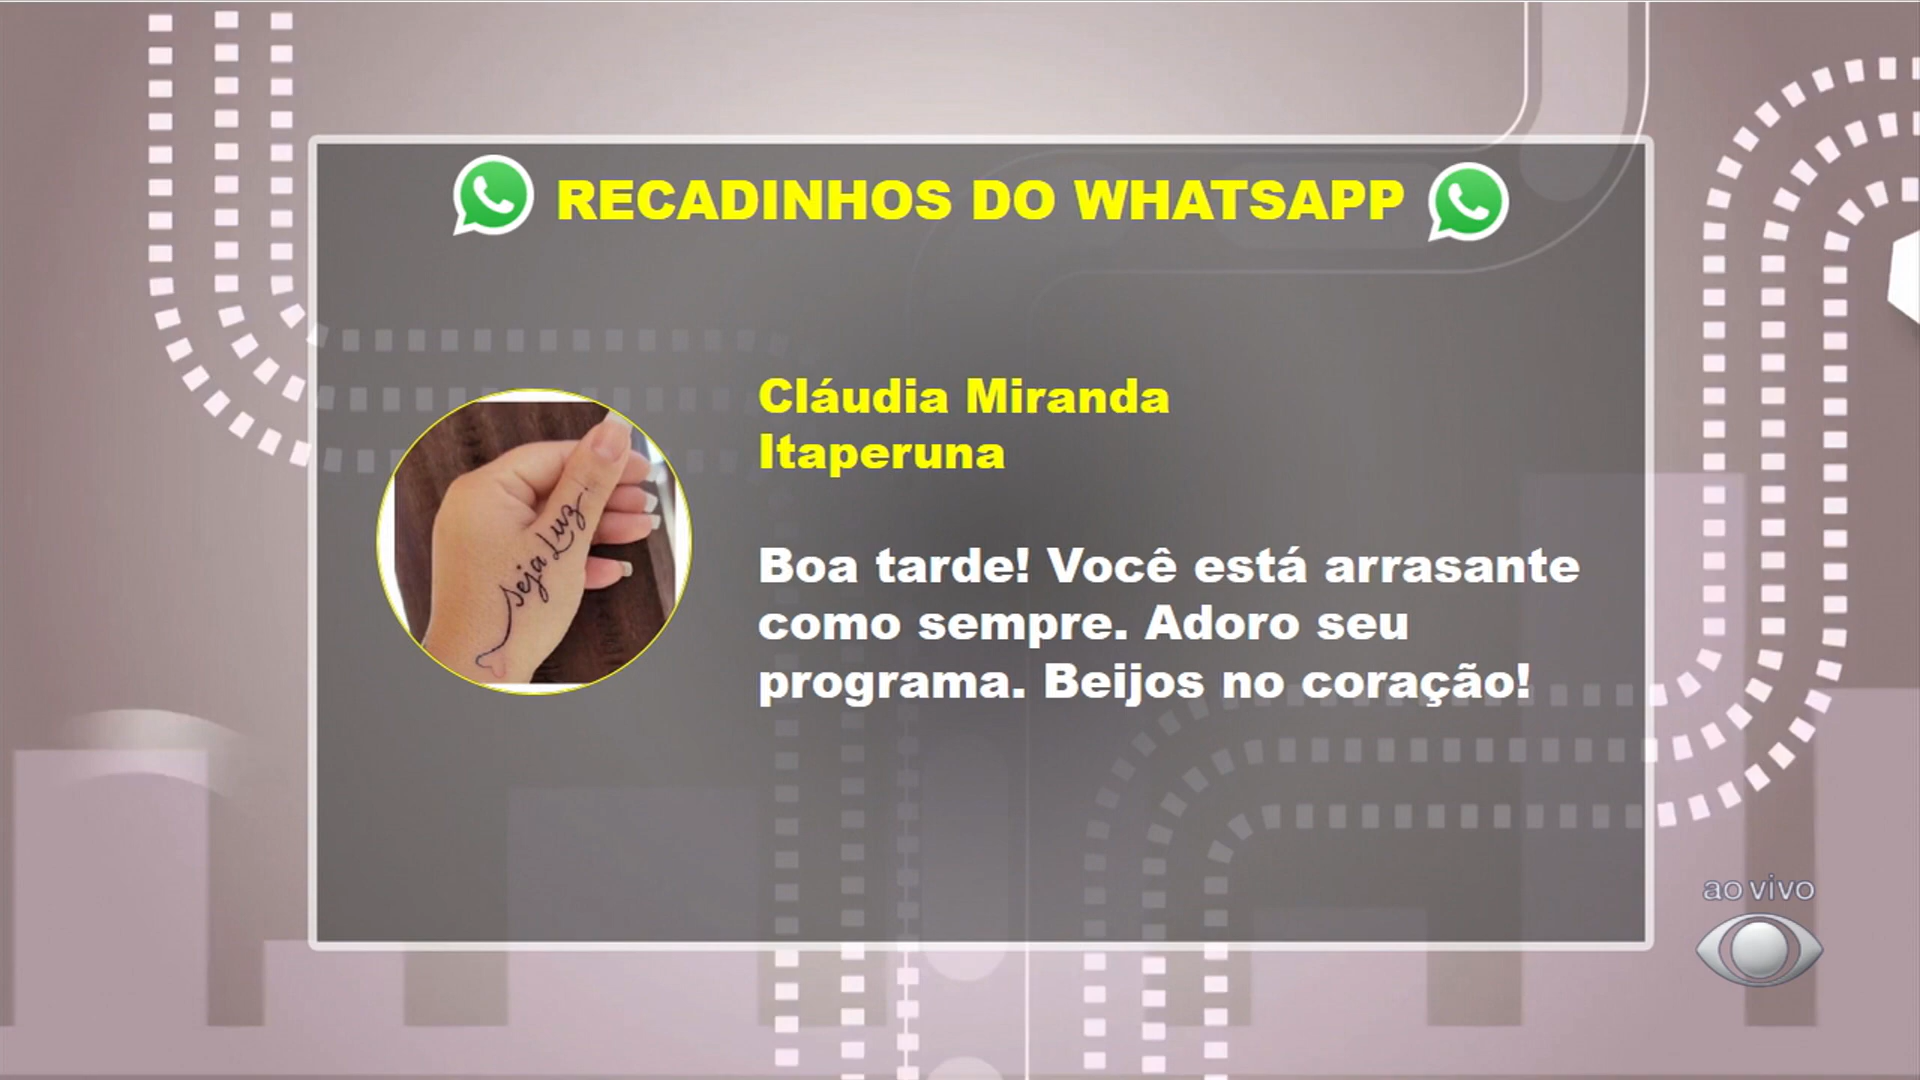 RECADINHOS DO WHATSAPP
Cláudia Miranda
Itaperuna
seja Luz
Boa tarde! Você está arrasante
como sempre. Adoro seu
programa. Beijos no coração!
ao vivo